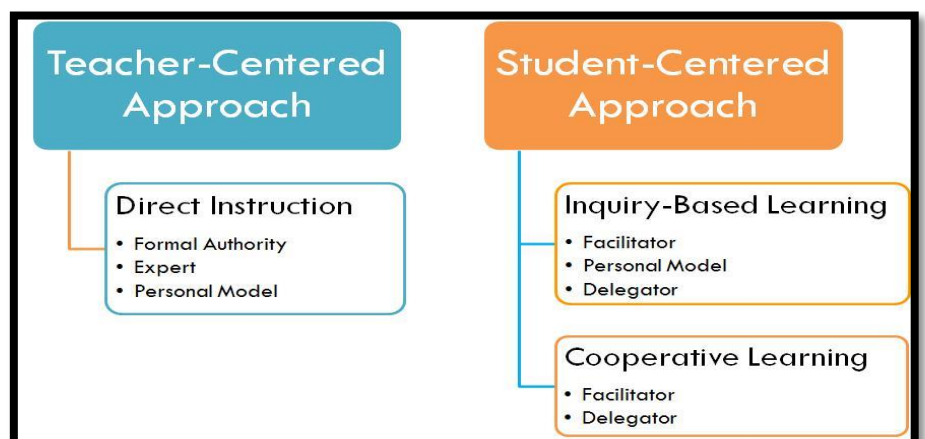 Teacher-Centered
Approach
Direct Instruction
• Formal Authority
• Expert
• Personal Model
Student-Centered
Approach
Inquiry-Based Learning
• Facilitator
• Personal Model
• Delegator
Cooperative Learning
• Facilitator
• Delegator